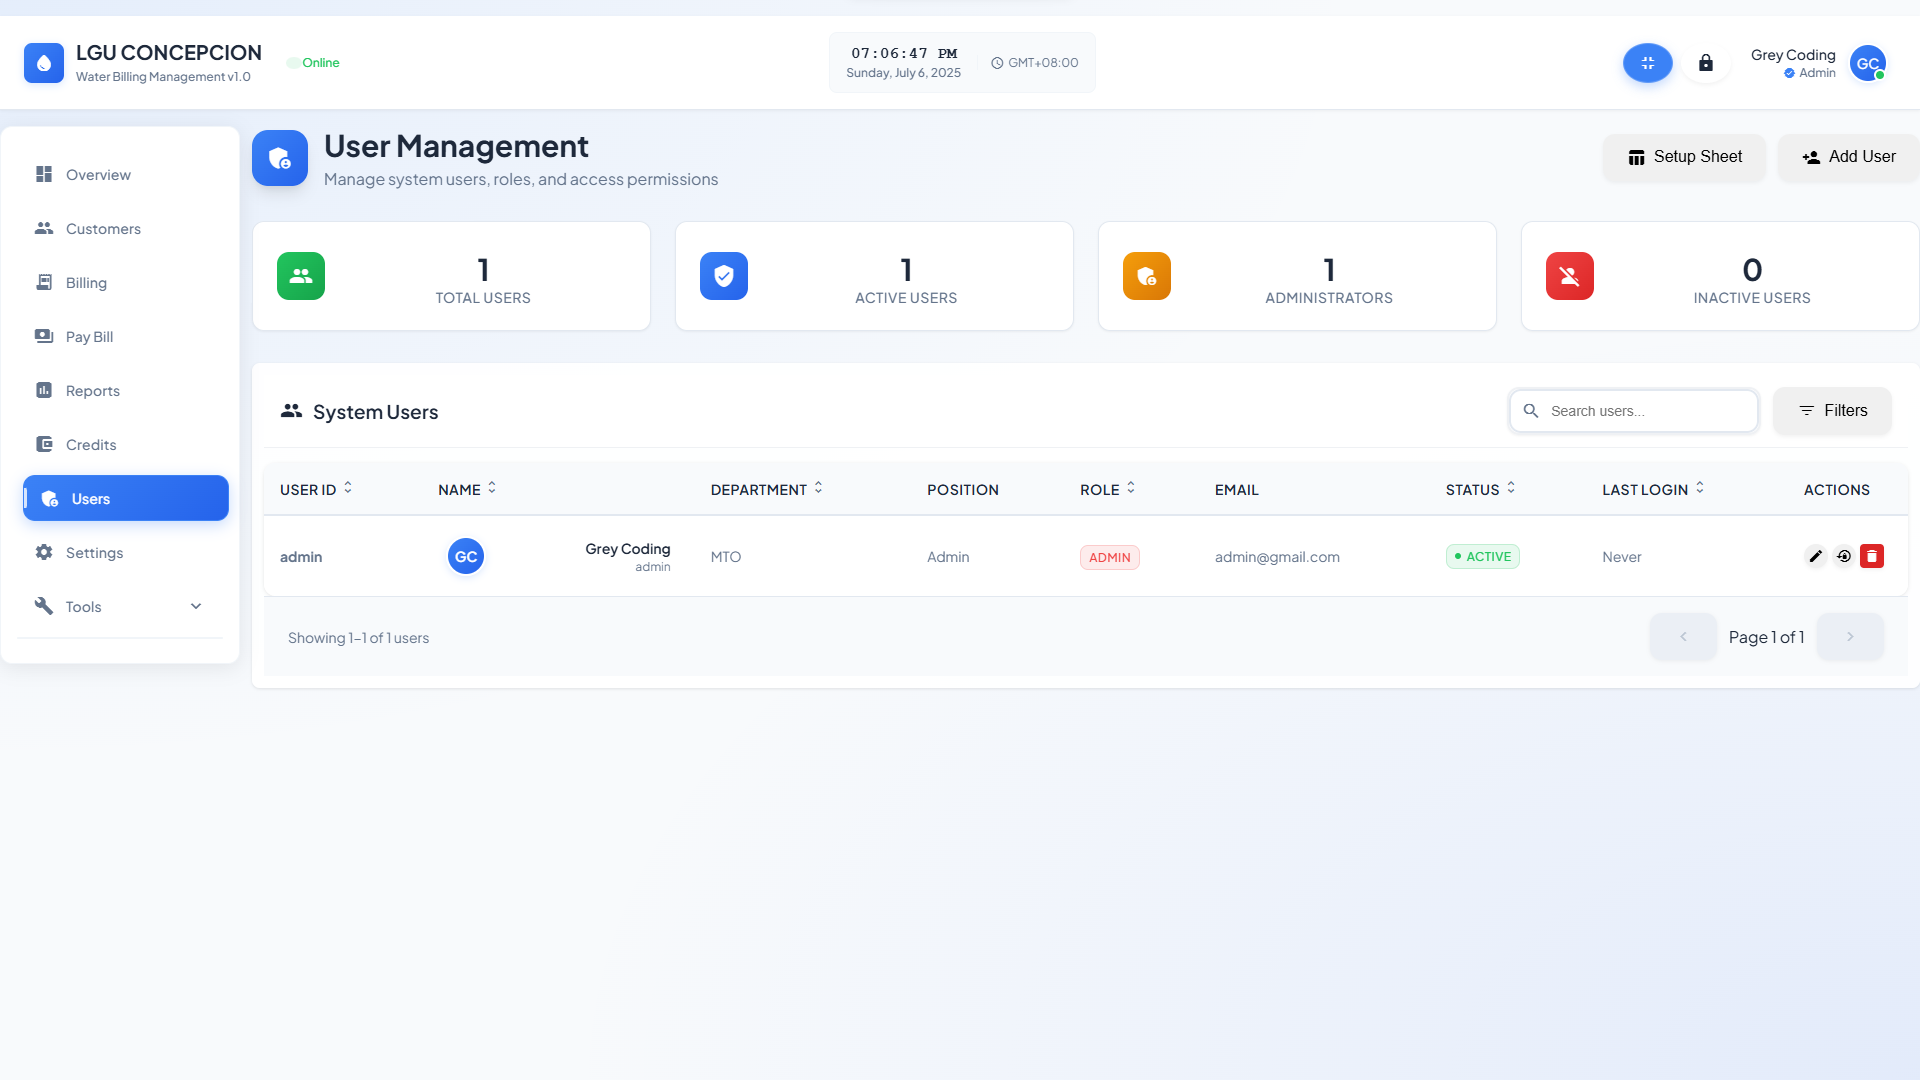 LGU CONCEPCION
Water Billing Management v1.0
Online
07:06:47 PM
Sunday, July 6, 2025
GMT+08:00
Grey Coding
Admin
GC
Overview
Customers
Billing
Pay Bill
Reports
Credits
Users
Settings
Tools
User Management
Manage system users, roles, and access permissions
Setup Sheet
Add User
1
TOTAL USERS
1
ACTIVE USERS
1
ADMINISTRATORS
0
INACTIVE USERS
System Users
Search users...
Filters
USER ID NAME DEPARTMENT POSITION ROLE EMAIL STATUS LAST LOGIN ACTIONS
admin GC Grey Coding MTO Admin ADMIN admin@gmail.com ACTIVE Never
admin
Showing 1–1 of 1 users
Page 1 of 1